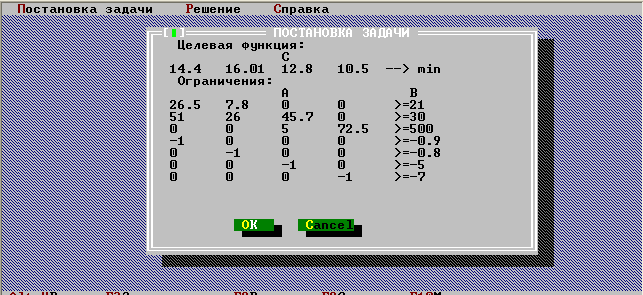 Постановка задачи Решение Справка
[ ] ПОСТАНОВКА ЗАДАЧИ
Целевая функция:
C
14.4 16.01 12.8 10.5 --> min
Ограничения:
A B
26.5 7.8 0 0 >=21
51 26 45.7 0 >=30
0 0 5 72.5 >=500
-1 0 0 0 >=-0.9
0 -1 0 0 >=-0.8
0 0 -1 0 >=-5
0 0 0 -1 >=-7
OK Cancel